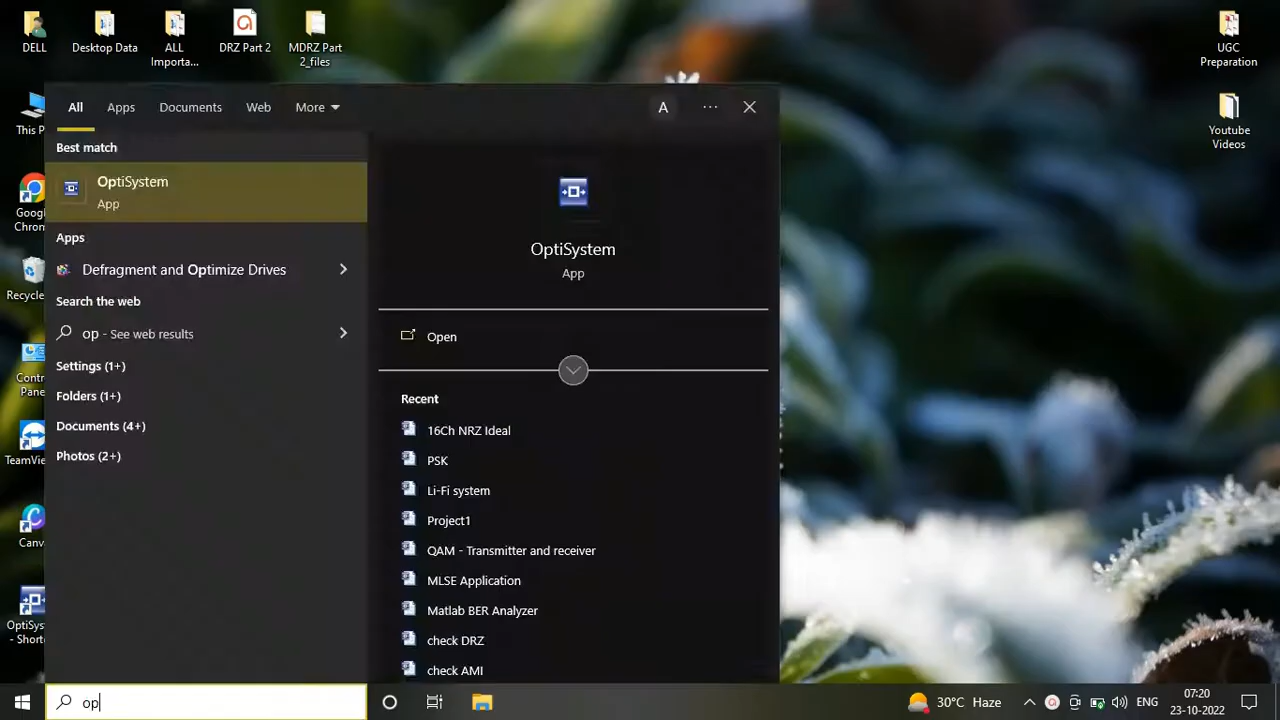 DELL
Desktop Data
ALL
Importa...
DRZ Part 2
MDRZ Part
2_files
UGC
Preparation
All
Apps
Documents
Web
More
A
...
This P
Youtube
Videos
Best match
OptiSystem
App
Google
Chrom
OptiSystem
App
Apps
Defragment and Optimize Drives
Recycle
Search the web
op - See web results
Open
Settings (1+)
Contr
Panel
Folders (1+)
Recent
Documents (4+)
16Ch NRZ Ideal
TeamVie
Photos (2+)
PSK
Li-Fi system
Project1
Canv
QAM - Transmitter and receiver
MLSE Application
Matlab BER Analyzer
OptiSys
- Shortc
check DRZ
check AMI
op
30°C Haze
ENG
07:20
23-10-2022